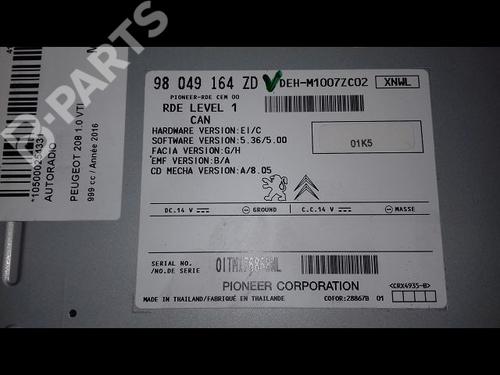 98 049 164 ZD DEH-M1007ZC02 XNWL
PIONEER-RDE CEM 00
RDE LEVEL 1
CAN
HARDWARE VERSION:EI/C
SOFTWARE VERSION:5.36/5.00
FACIA VERSION:G/H
EMF VERSION:B/A
CD MECHA VERSION:A/8.05
01K5
DC.14 V GROUND C.C.14 V MASSE
SERIAL NO.
/NO.DE SERIE
PIONEER CORPORATION
MADE IN THAILAND/FABRIQUÉ EN THAILANDE
COFOR:28867B 01
<CRX4935-B>
B-PARTS
AUTORADIO
PEUGEOT 208 1.0 VTI
999 cc / Année 2016